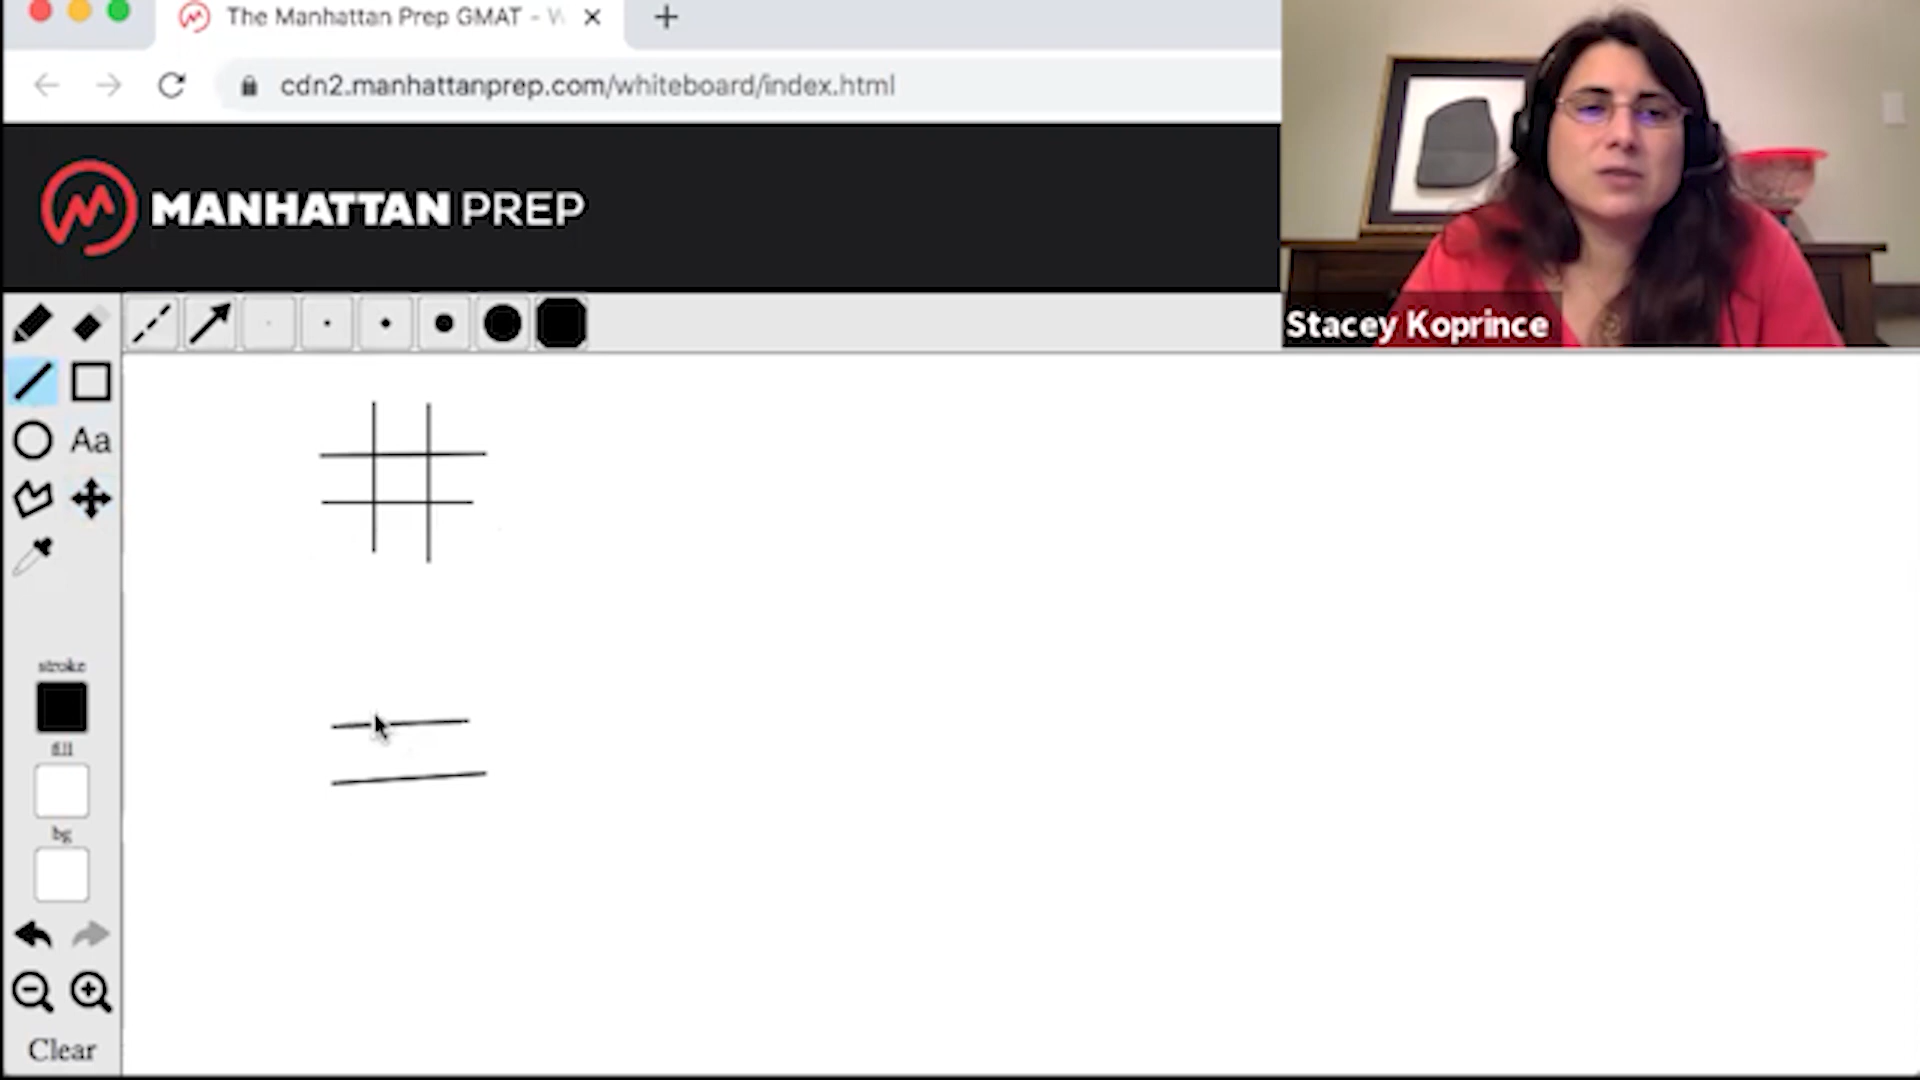 The Manhattan Prep GMAT - W
cdn2.manhattanprep.com/whiteboard/index.html
MANHATTAN PREP
Stacey Koprince
Aa
stroke
fill
bg
Clear